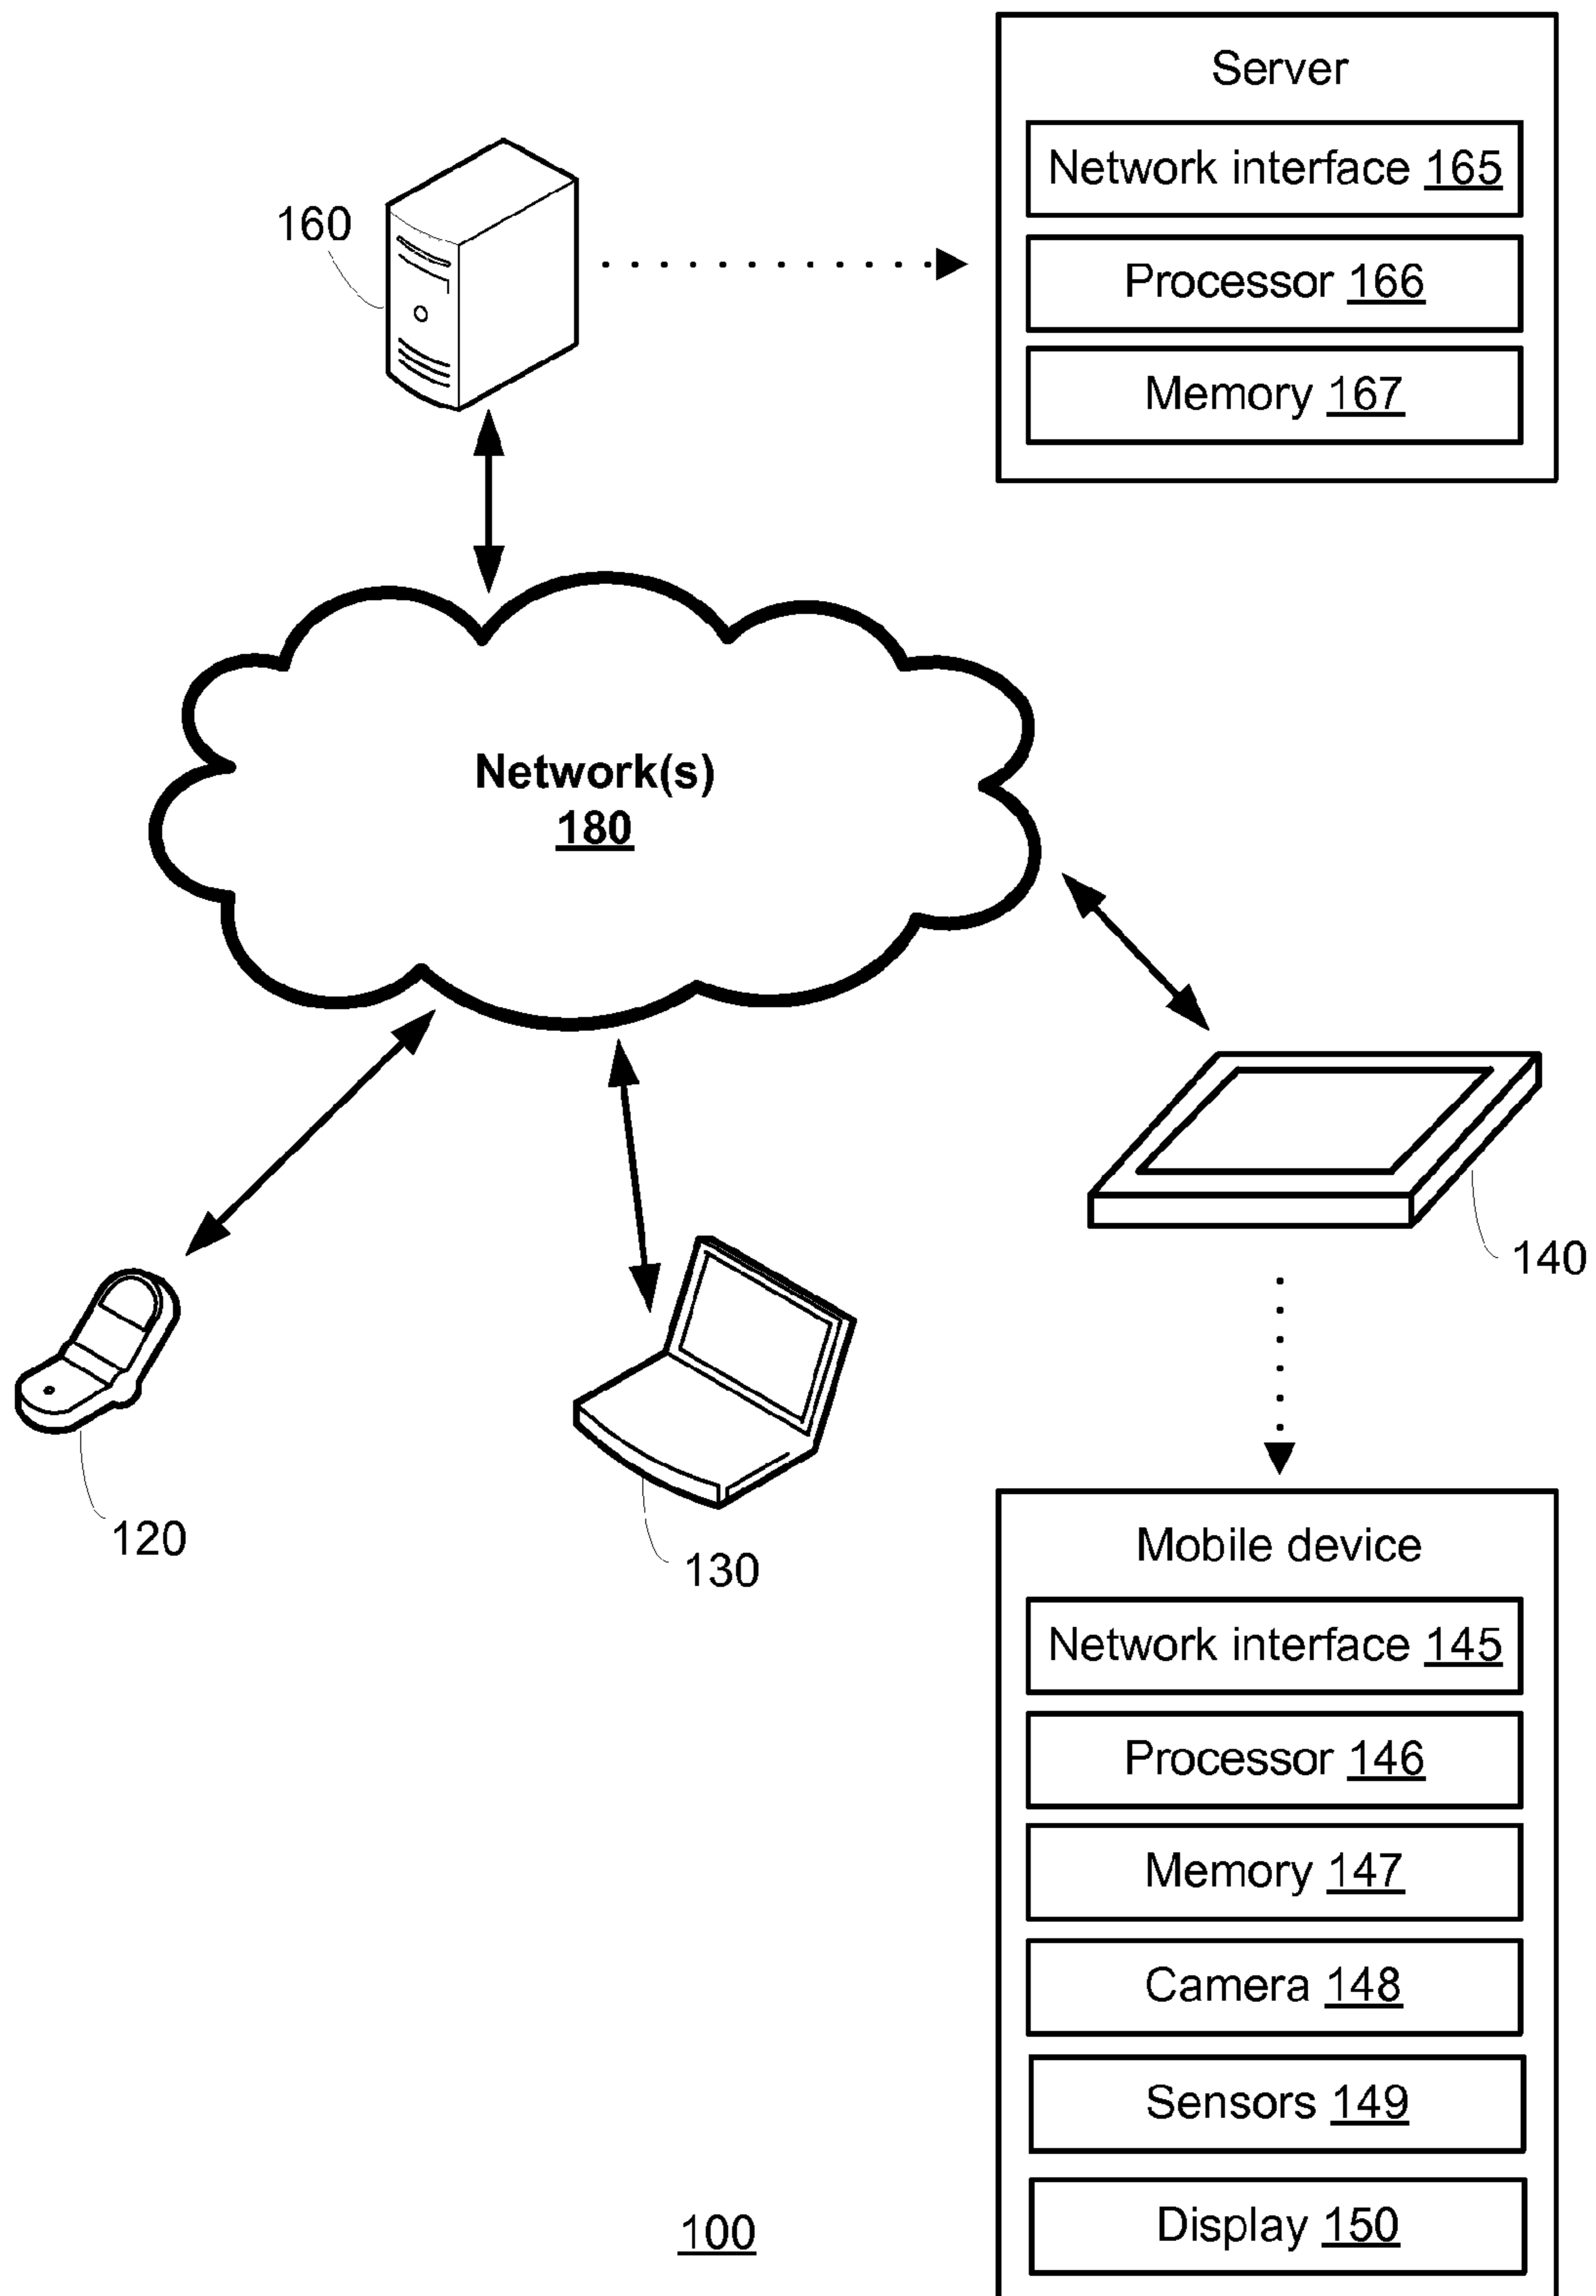 Server
Network interface 165
Processor 166
Memory 167
160
Network(s)
180
140
120
130
Mobile device
Network interface 145
Processor 146
Memory 147
Camera 148
Sensors 149
Display 150
100